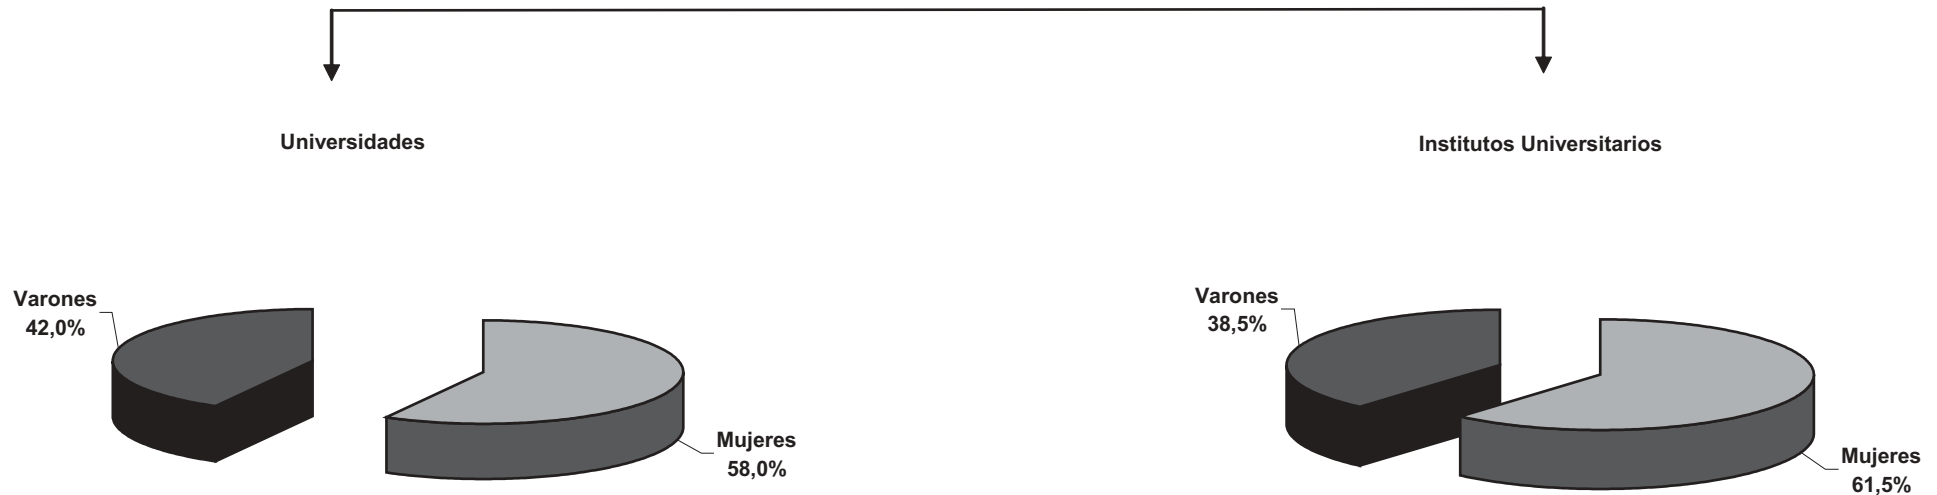 Universidades
Institutos Universitarios
Varones
42,0%
Mujeres
58,0%
Varones
38,5%
Mujeres
61,5%